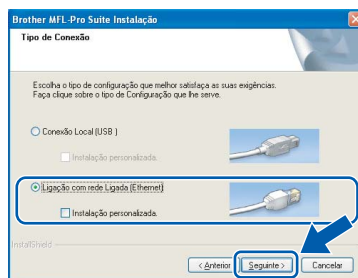 Brother MFL-Pro Suite Instalação
Tipo de Conexão
Escolha o tipo de configuração que melhor satisfaça as suas exigências.
Faça clique sobre o tipo de Configuração que lhe serve.
Conexão Local (USB )
Instalação personalizada.
Ligação com rede Ligada (Ethernet)
Instalação personalizada.
InstallShield
< Anterior
Seguinte >
Cancelar